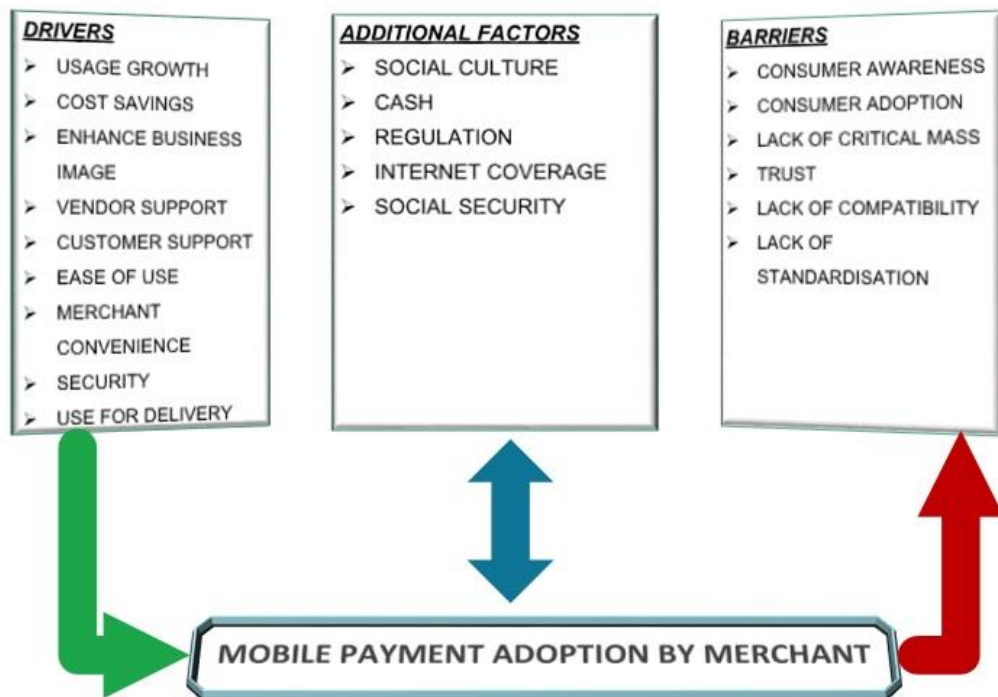 DRIVERS
➢ USAGE GROWTH
➢ COST SAVINGS
➢ ENHANCE BUSINESS
IMAGE
➢ VENDOR SUPPORT
➢ CUSTOMER SUPPORT
➢ EASE OF USE
➢ MERCHANT
CONVENIENCE
➢ SECURITY
➢ USE FOR DELIVERY
ADDITIONAL FACTORS
➢ SOCIAL CULTURE
➢ CASH
➢ REGULATION
➢ INTERNET COVERAGE
➢ SOCIAL SECURITY
BARRIERS
➢ CONSUMER AWARENESS
➢ CONSUMER ADOPTION
➢ LACK OF CRITICAL MASS
➢ TRUST
➢ LACK OF COMPATIBILITY
➢ LACK OF
STANDARDISATION
MOBILE PAYMENT ADOPTION BY MERCHANT